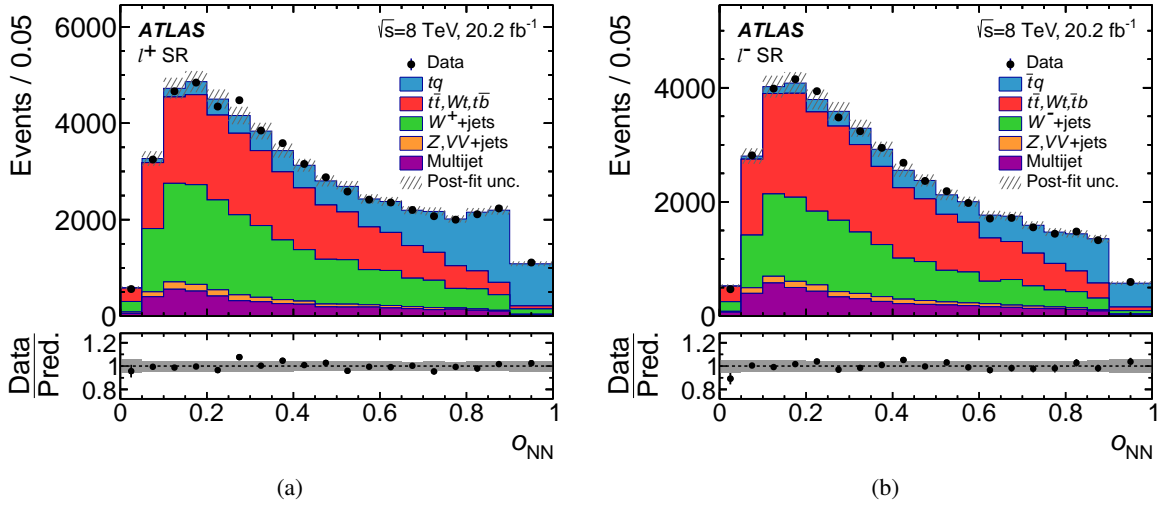 Events / 0.05
6000
4000
2000
0
ATLAS
l⁺ SR
√s=8 TeV, 20.2 fb⁻¹
Data
tq
tt̄,Wt,tb̄
W⁺+jets
Z,VV+jets
Multijet
Post-fit unc.
Data
Pred.
1.2
1
0.8
0 0.2 0.4 0.6 0.8 1
o_NN
(a)
Events / 0.05
4000
2000
0
ATLAS
l⁻ SR
√s=8 TeV, 20.2 fb⁻¹
Data
t̄q
tt̄,Wt,t̄b
W⁻+jets
Z,VV+jets
Multijet
Post-fit unc.
Data
Pred.
1.2
1
0.8
0 0.2 0.4 0.6 0.8 1
o_NN
(b)